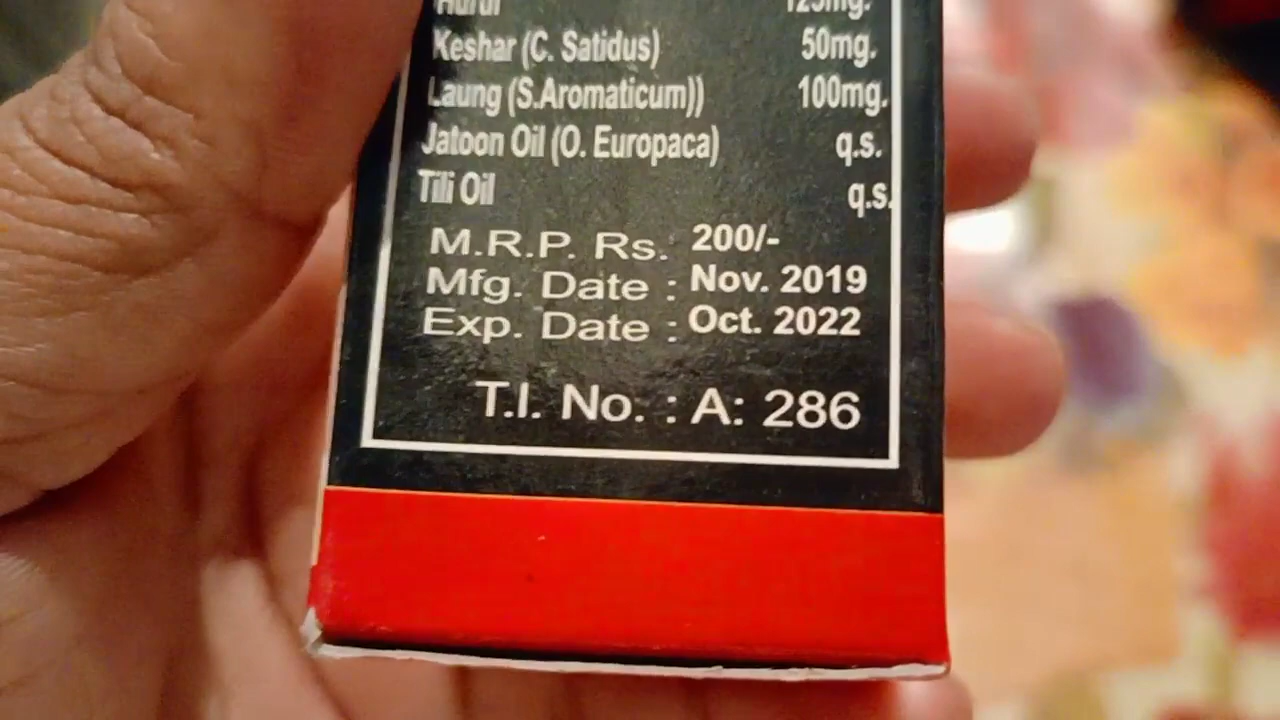 125mg.
Keshar (C. Satidus) 50mg.
Laung (S.Aromaticum)) 100mg.
Jatoon Oil (O. Europaca) q.s.
Tili Oil q.s.
M.R.P. Rs. 200/-
Mfg. Date : Nov. 2019
Exp. Date : Oct. 2022
T.I. No. : A: 286